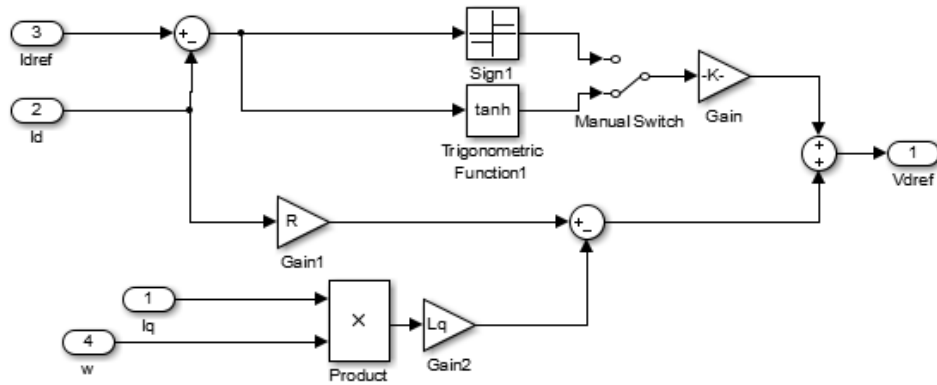 3
Idref
+
-
Sign1
2
Id
tanh
Trigonometric
Function1
Manual Switch
-K-
Gain
+
+
1
Vdref
R
Gain1
+
-
1
Iq
4
w
×
Product
Lq
Gain2